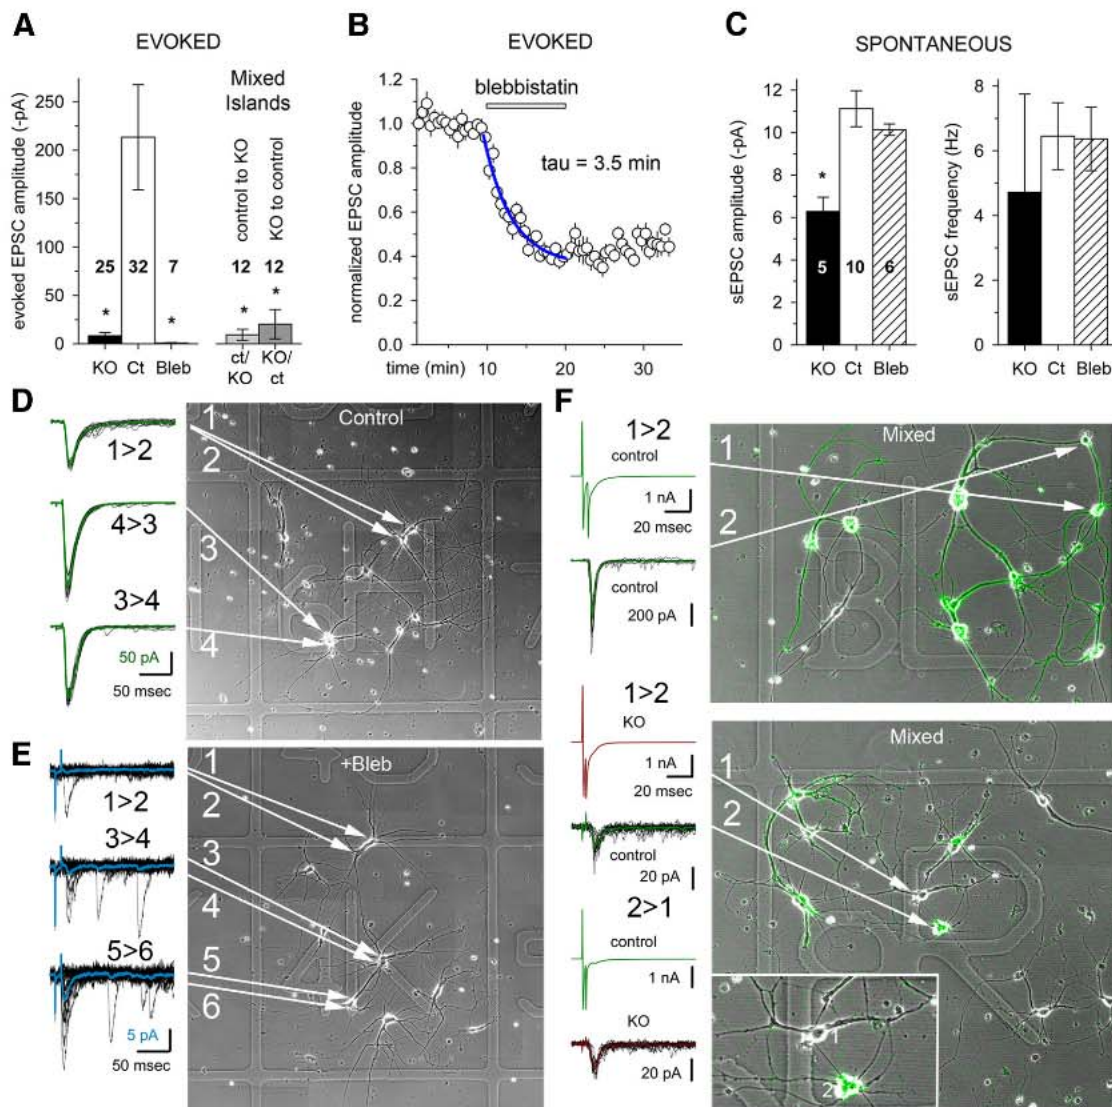 A
EVOKED
evoked EPSC amplitude (-pA)
250
200
150
100
50
0
25
32
7
*
*
KO
Ct
Bleb
Mixed
Islands
control to KO
KO to control
12
12
*
*
ct/
KO
KO/
ct
B
EVOKED
normalized EPSC amplitude
1.2
1.0
0.8
0.6
0.4
0.2
0.0
blebbistatin
tau = 3.5 min
time (min)
10
20
30
C
SPONTANEOUS
sEPSC amplitude (-pA)
12
10
8
6
4
2
0
*
5
10
6
KO
Ct
Bleb
sEPSC frequency (Hz)
8
6
4
2
0
KO
Ct
Bleb
D
1>2
4>3
3>4
50 pA
50 msec
Control
1
2
3
4
E
1>2
3>4
5>6
5 pA
50 msec
+Bleb
1
2
3
4
5
6
F
1>2
control
1 nA
20 msec
control
200 pA
Mixed
1
2
1>2
KO
1 nA
20 msec
control
20 pA
2>1
control
1 nA
KO
20 pA
Mixed
1
2
1
2